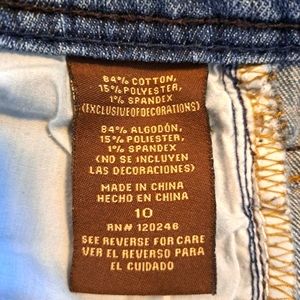 84% COTTON,
15% POLYESTER,
1% SPANDEX
(EXCLUSIVE OF DECORATIONS)
84% ALGODÓN,
15% POLIESTER,
1% SPANDEX
(NO SE INCLUYEN
LAS DECORACIONES)
MADE IN CHINA
HECHO EN CHINA
10
RN# 120246
SEE REVERSE FOR CARE
VER EL REVERSO PARA
EL CUIDADO